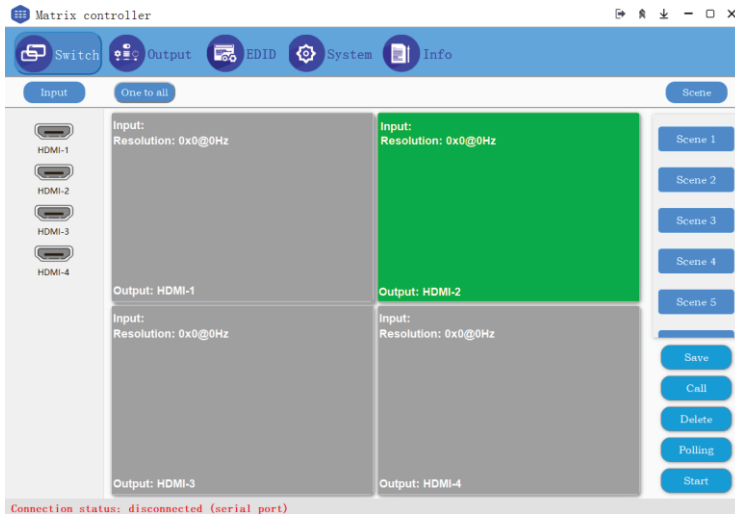 Matrix controller
Switch Output EDID System Info
Input One to all Scene
HDMI-1
HDMI-2
HDMI-3
HDMI-4
Input:
Resolution: 0x0@0Hz
Output: HDMI-1
Input:
Resolution: 0x0@0Hz
Output: HDMI-2
Input:
Resolution: 0x0@0Hz
Output: HDMI-3
Input:
Resolution: 0x0@0Hz
Output: HDMI-4
Scene 1
Scene 2
Scene 3
Scene 4
Scene 5
Save
Call
Delete
Polling
Start
Connection status: disconnected (serial port)